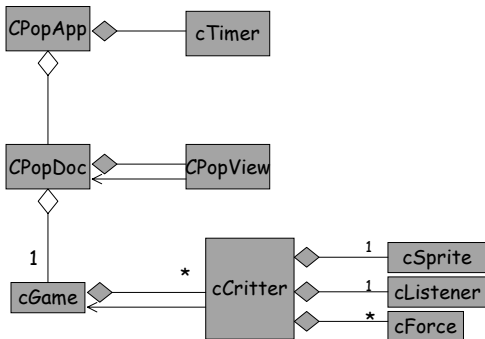 CPopApp
cTimer
CPopDoc
CPopView
1
cGame
*
cCritter
1
cSprite
1
cListener
*
cForce